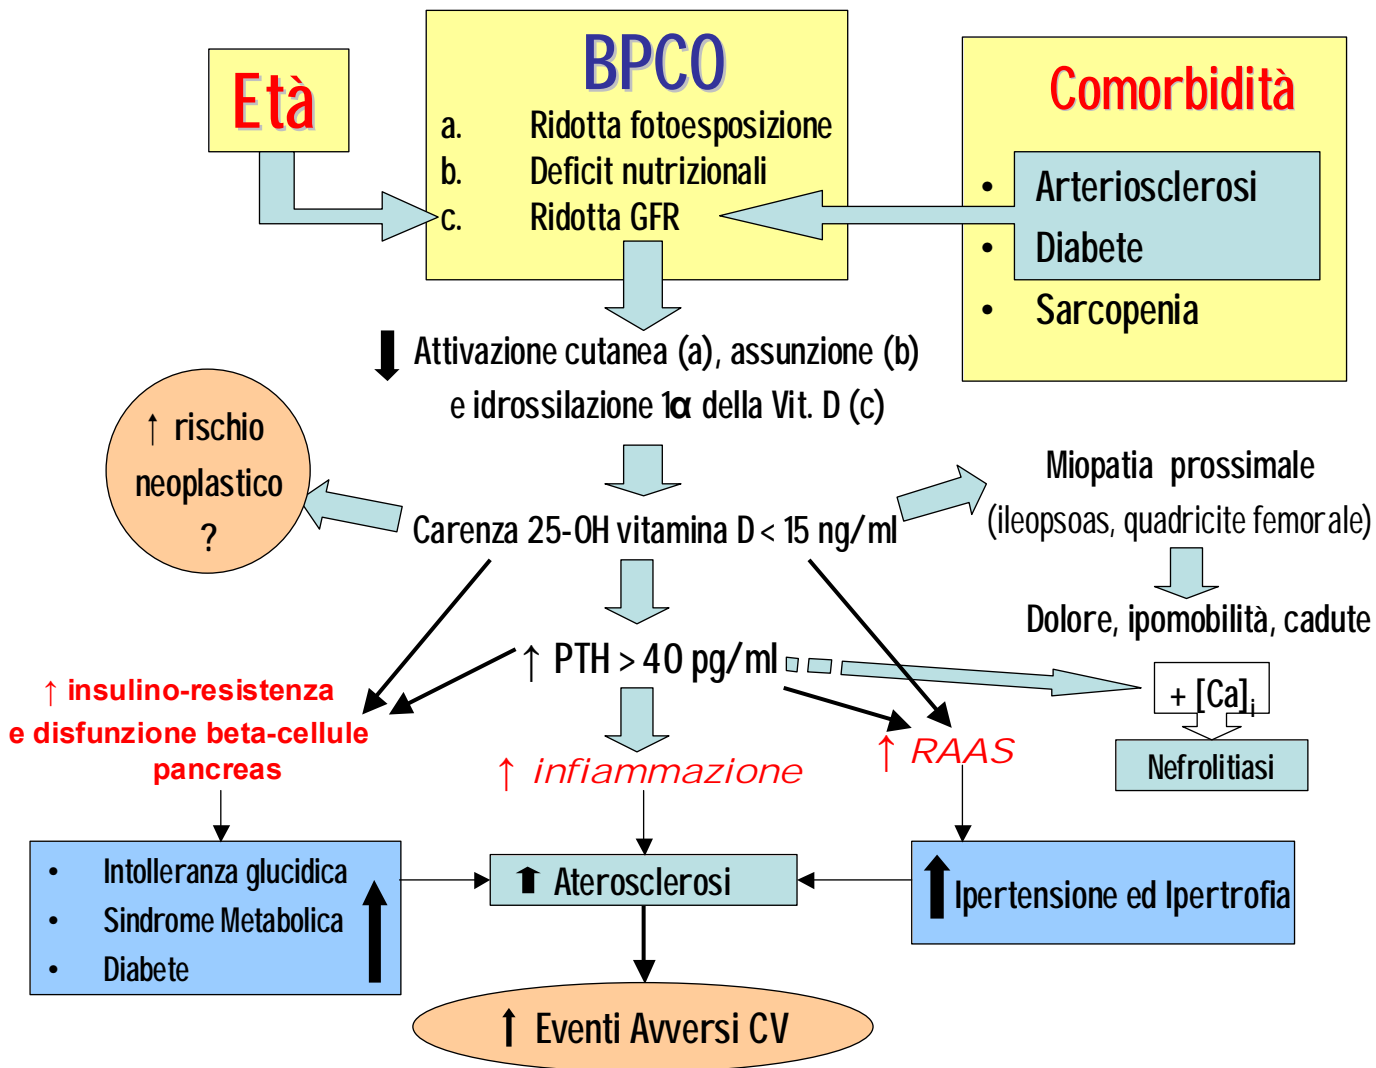 BPCO
Età
Comorbidità
a. Ridotta fotoesposizione
b. Deficit nutrizionali
c. Ridotta GFR
• Arteriosclerosi
• Diabete
• Sarcopenia
Attivazione cutanea (a), assunzione (b)
e idrossilazione 1α della Vit. D (c)
↑ rischio
neoplastico
?
Miopatia prossimale
(ileopsoas, quadricite femorale)
Carenza 25-OH vitamina D < 15 ng/ml
Dolore, ipomobilità, cadute
↑ PTH > 40 pg/ml
+ [Ca]i
↑ insulino-resistenza
e disfunzione beta-cellule
pancreas
↑ infiammazione
↑ RAAS
Nefrolitiasi
• Intolleranza glucidica
• Sindrome Metabolica
• Diabete
Aterosclerosi
Ipertensione ed Ipertrofia
Eventi Avversi CV